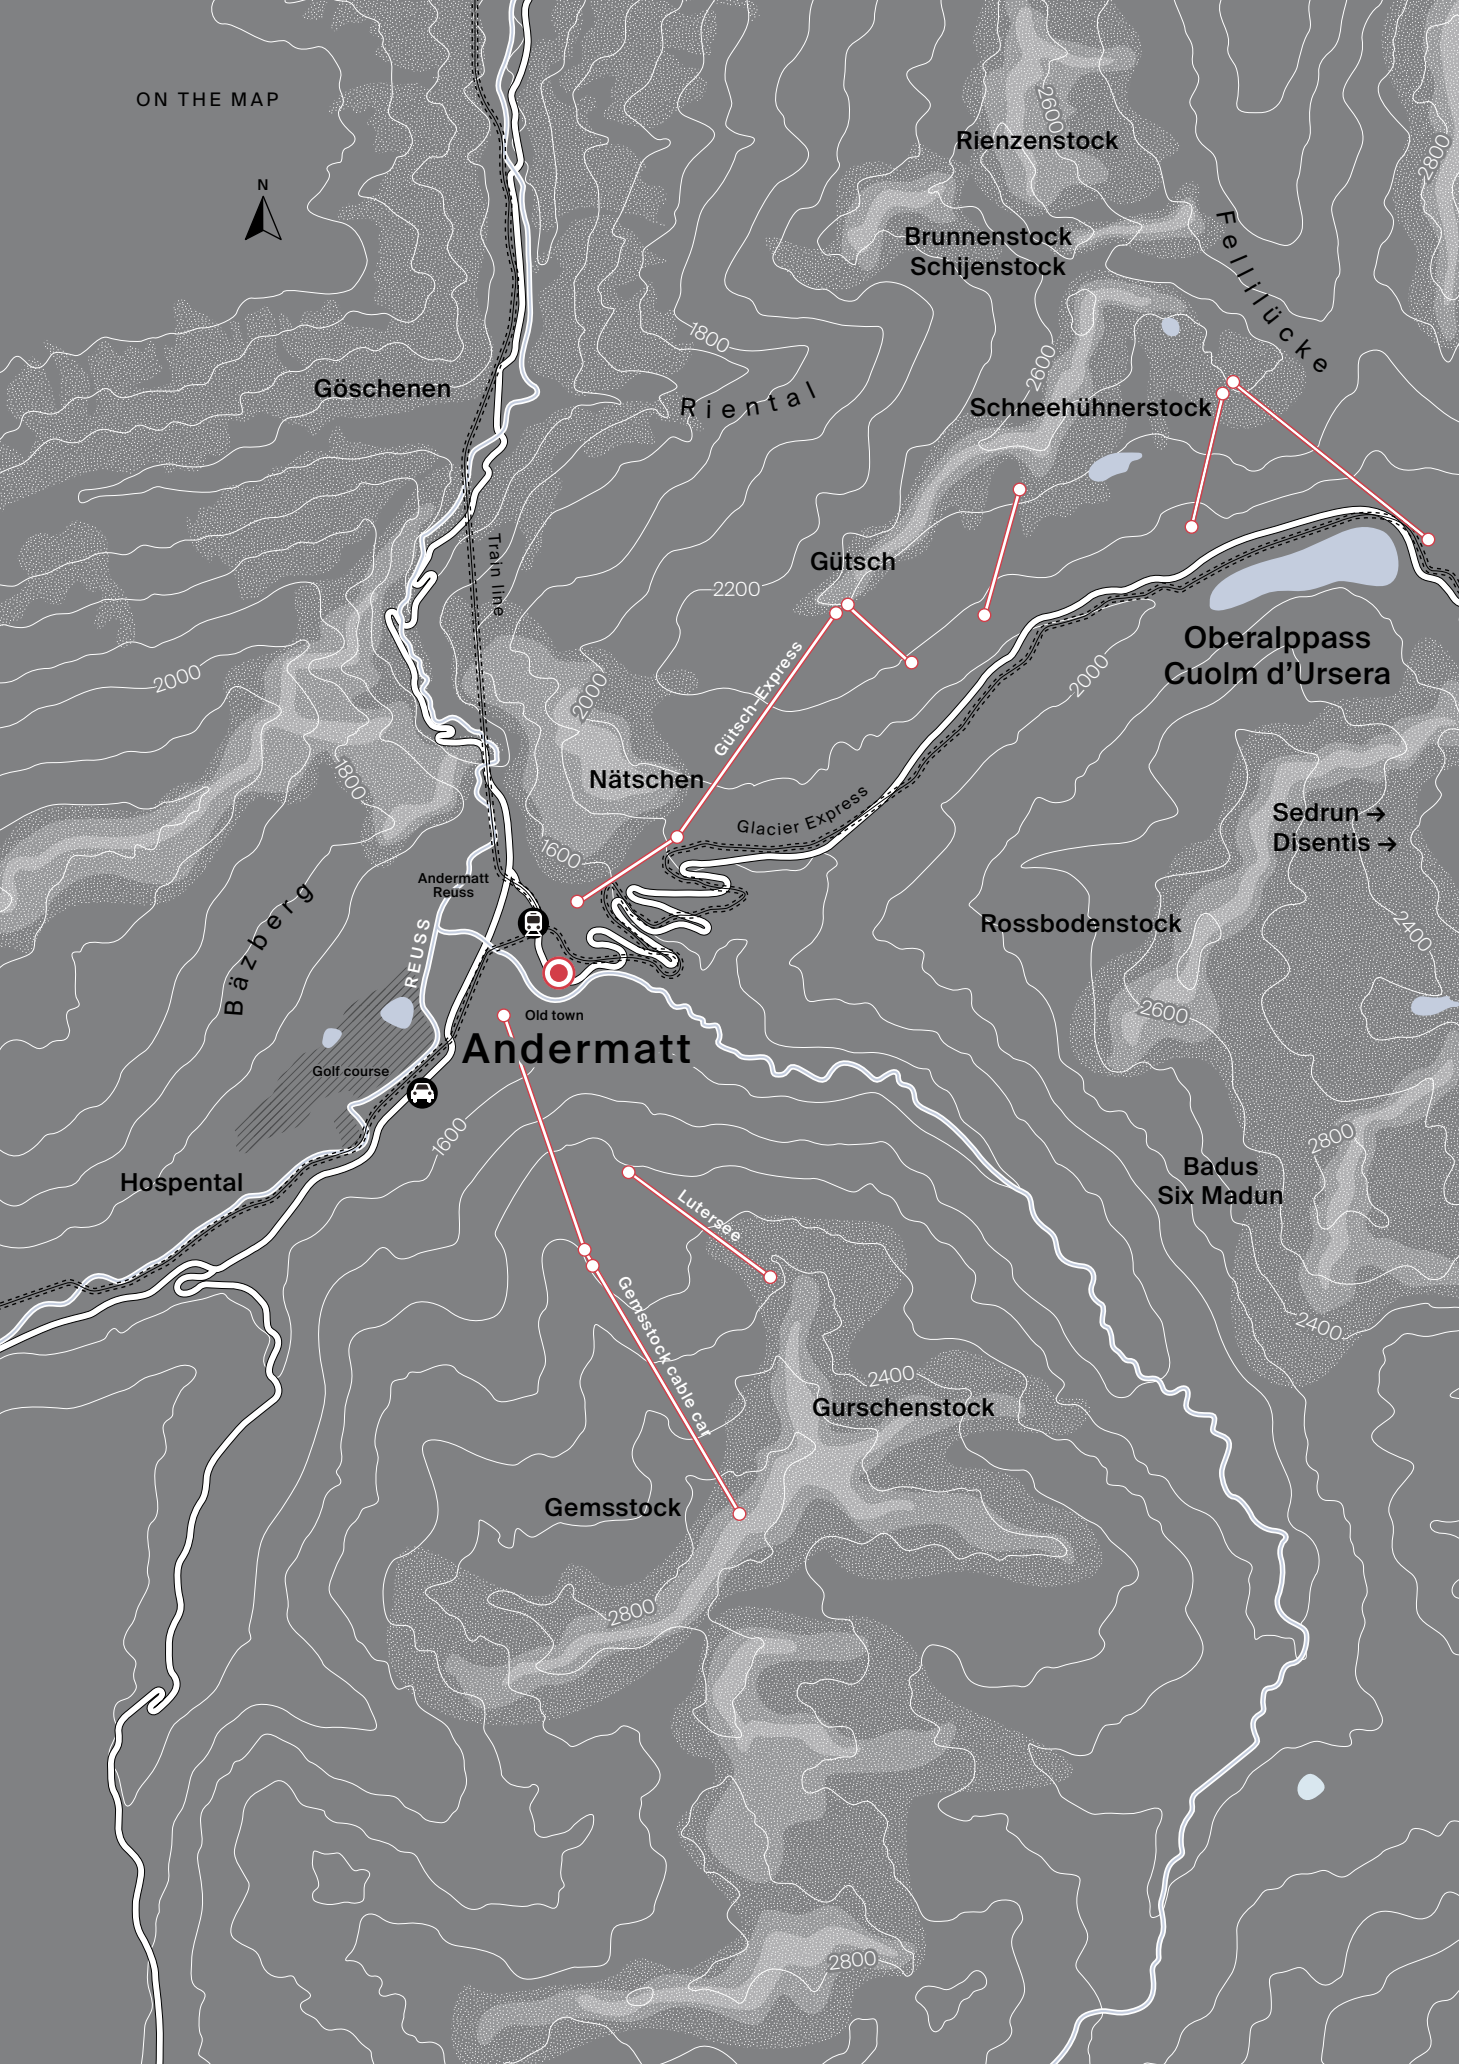 ON THE MAP
N
2600
Rienzenstock
2800
Brunnenstock
Schijenstock
Fellilücke
1800
2600
Göschenen
Riental
Schneehühnerstock
Train line
Gütsch
2200
Oberalppass
Cuolm d’Ursera
2000
2000
2000
Gütsch-Express
1800
Nätschen
Glacier Express
Sedrun →
Disentis →
1600
Andermatt
Reuss
Bäzberg
REUSS
Rossbodenstock
2400
2600
Old town
Andermatt
Golf course
1600
2800
Hospental
Badus
Six Madun
Lutersee
Gemsstock cable car
2400
2400
Gurschenstock
Gemsstock
2800
2800